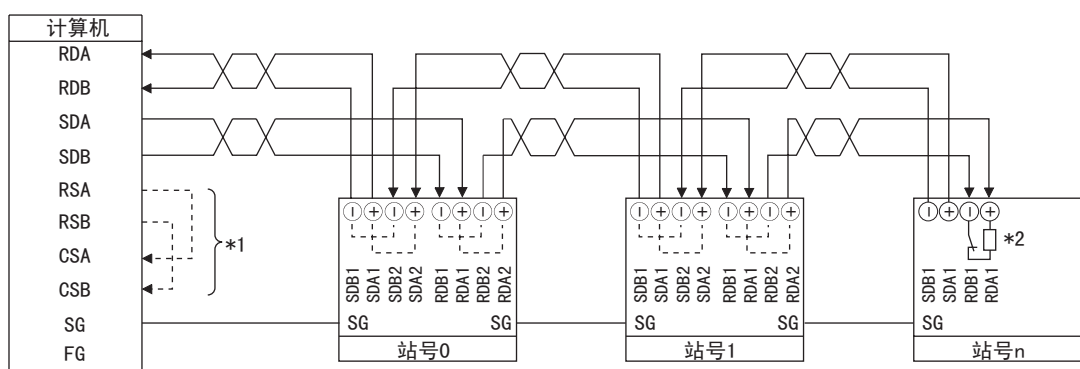 计算机
RDA
RDB
SDA
SDB
RSA
RSB
CSA
CSB
SG
FG
*1
− + − + − + − +
SDB1 SDA1 SDB2 SDA2 RDB1 RDA1 RDB2 RDA2
SG SG
站号0
− + − + − + − +
SDB1 SDA1 SDB2 SDA2 RDB1 RDA1 RDB2 RDA2
SG SG
站号1
− + − +
*2
SDB1 SDA1 RDB1 RDA1
SG
站号n